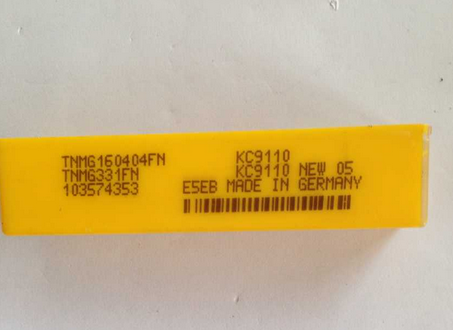 TNMG160404FN KC9110
TNMG331FN KC9110 NEW 05
103574353 E5EB MADE IN GERMANY